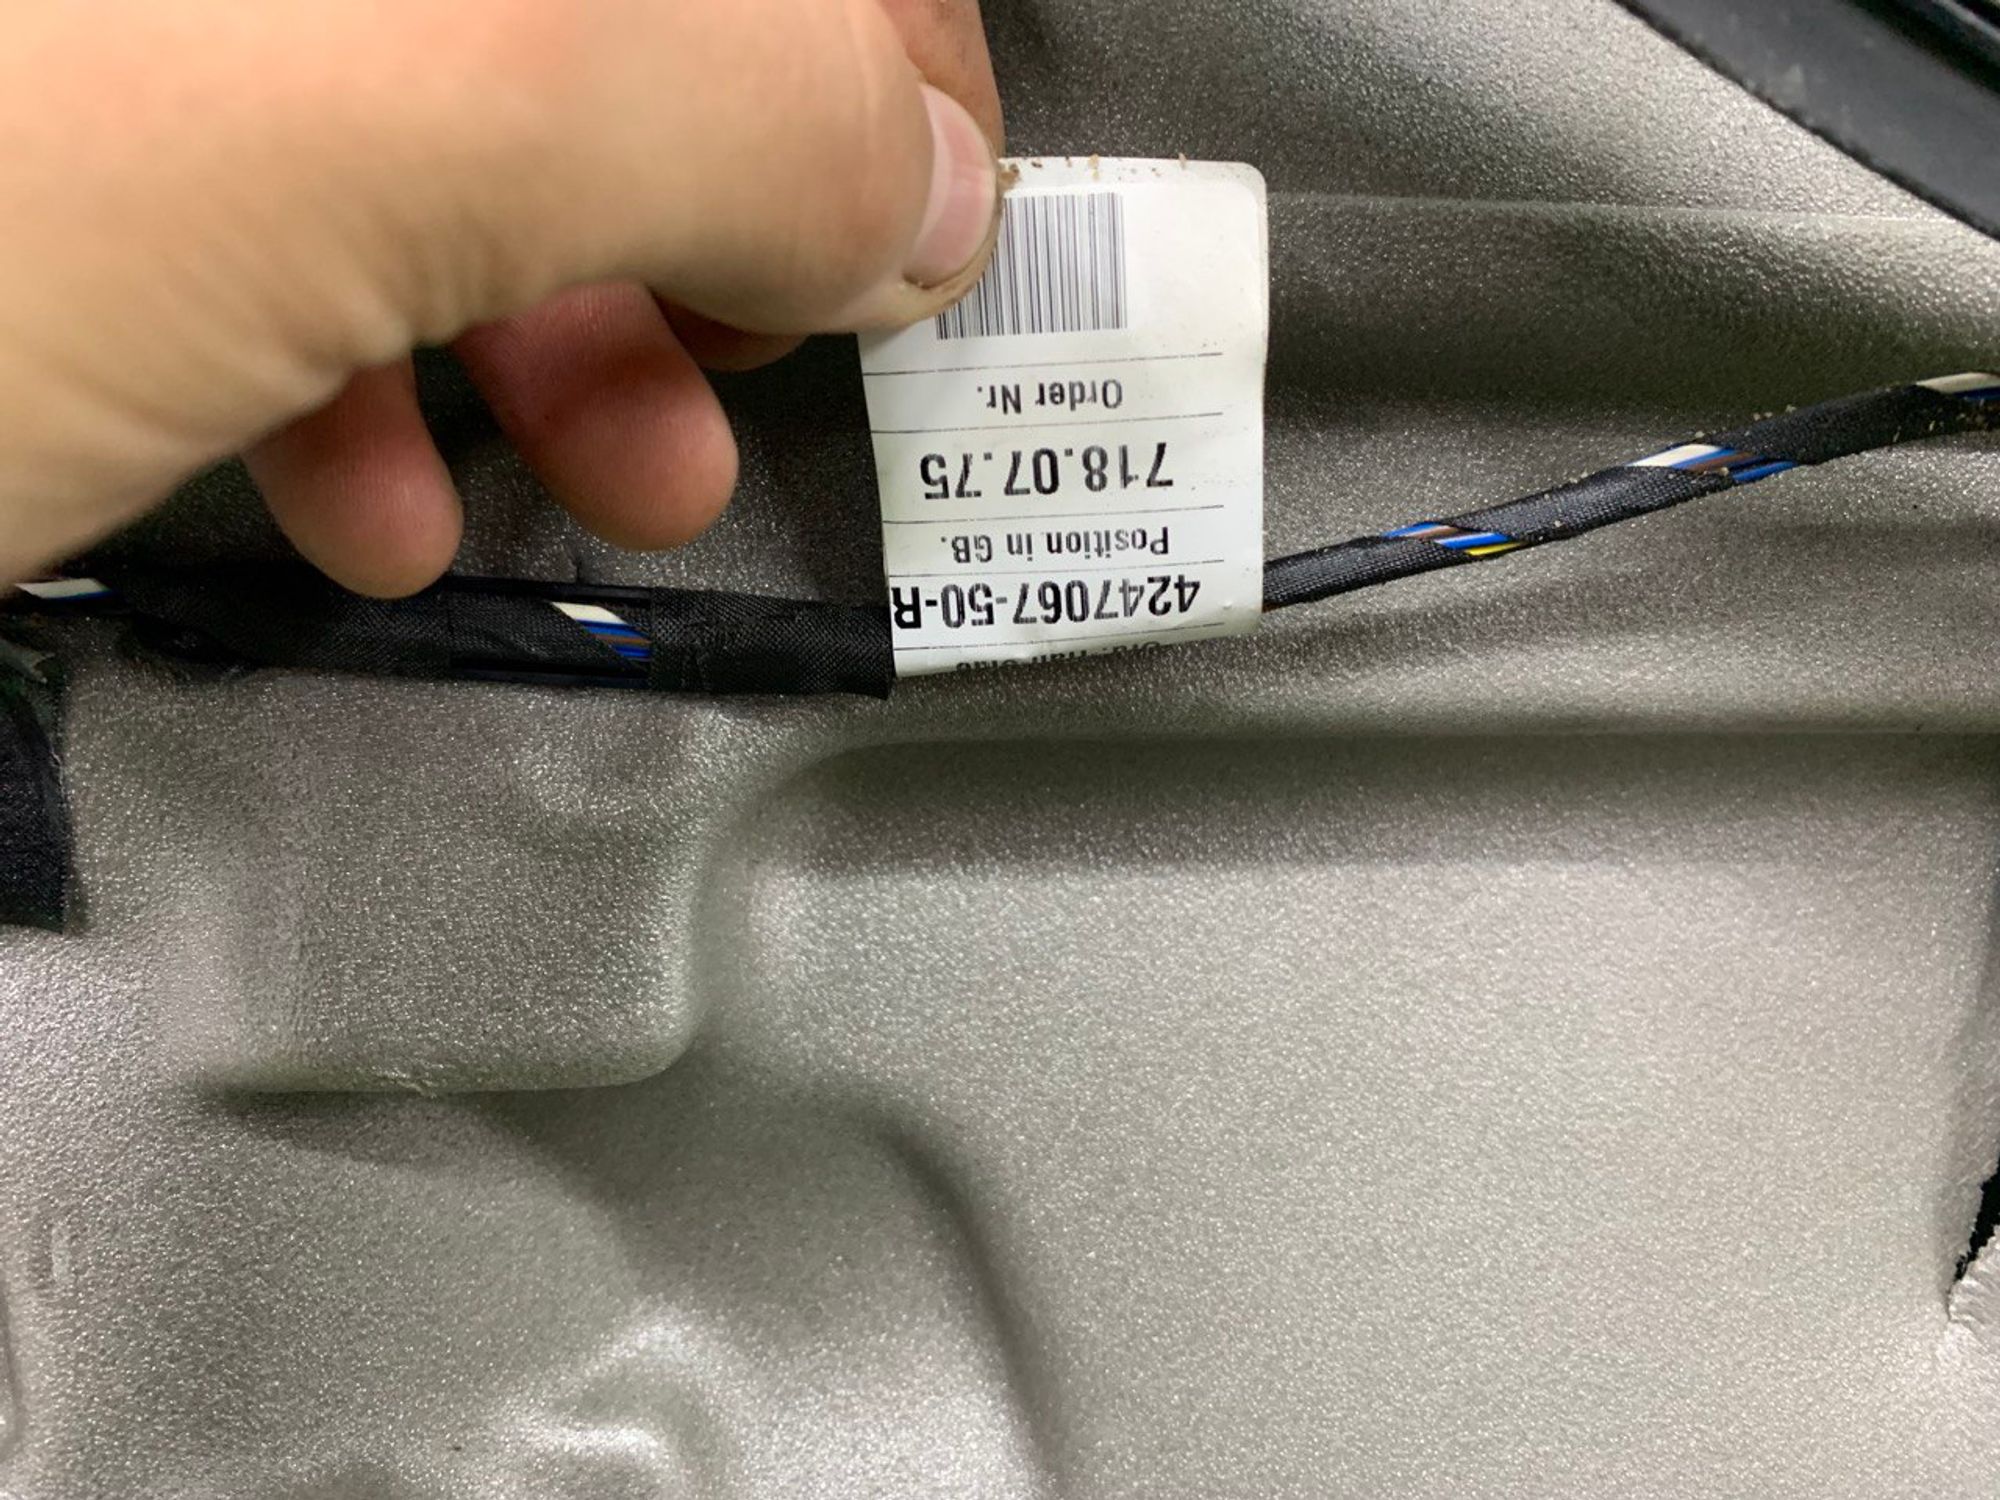 4247067-50-R
Position in GB.
718.07.75
Order Nr.